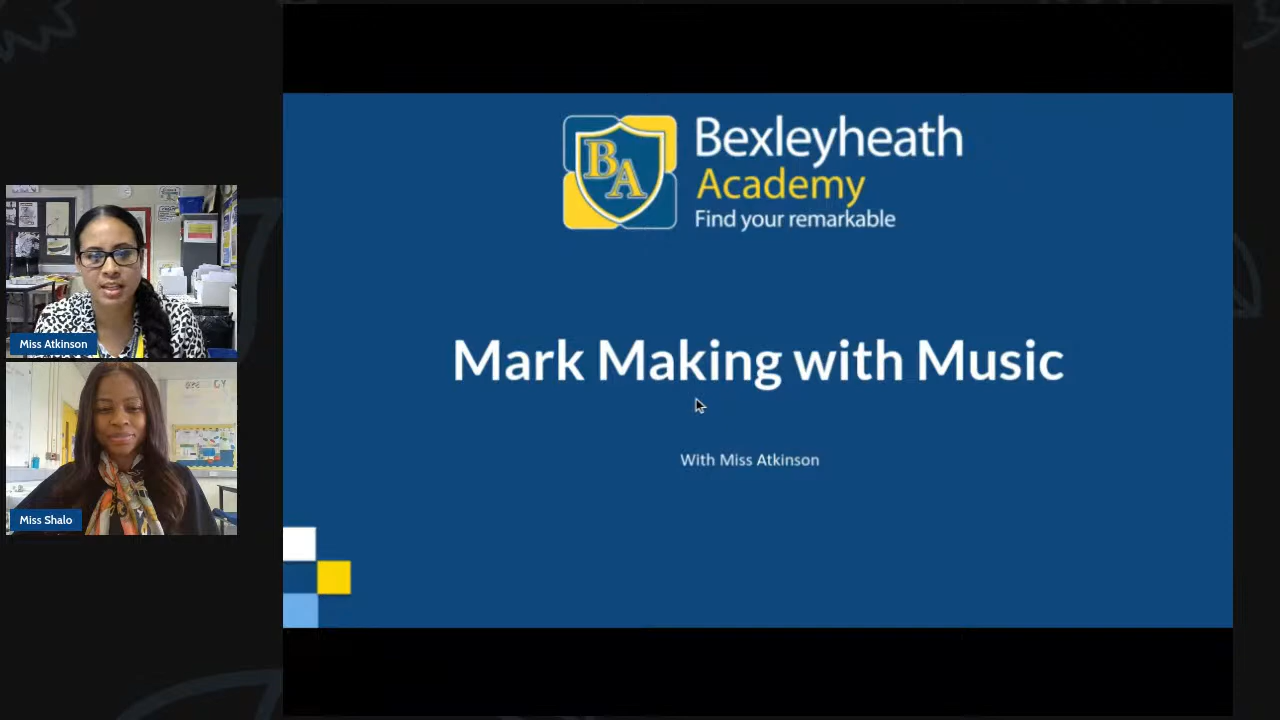 Miss Atkinson
Miss Shalo
BA
Bexleyheath
Academy
Find your remarkable
Mark Making with Music
With Miss Atkinson